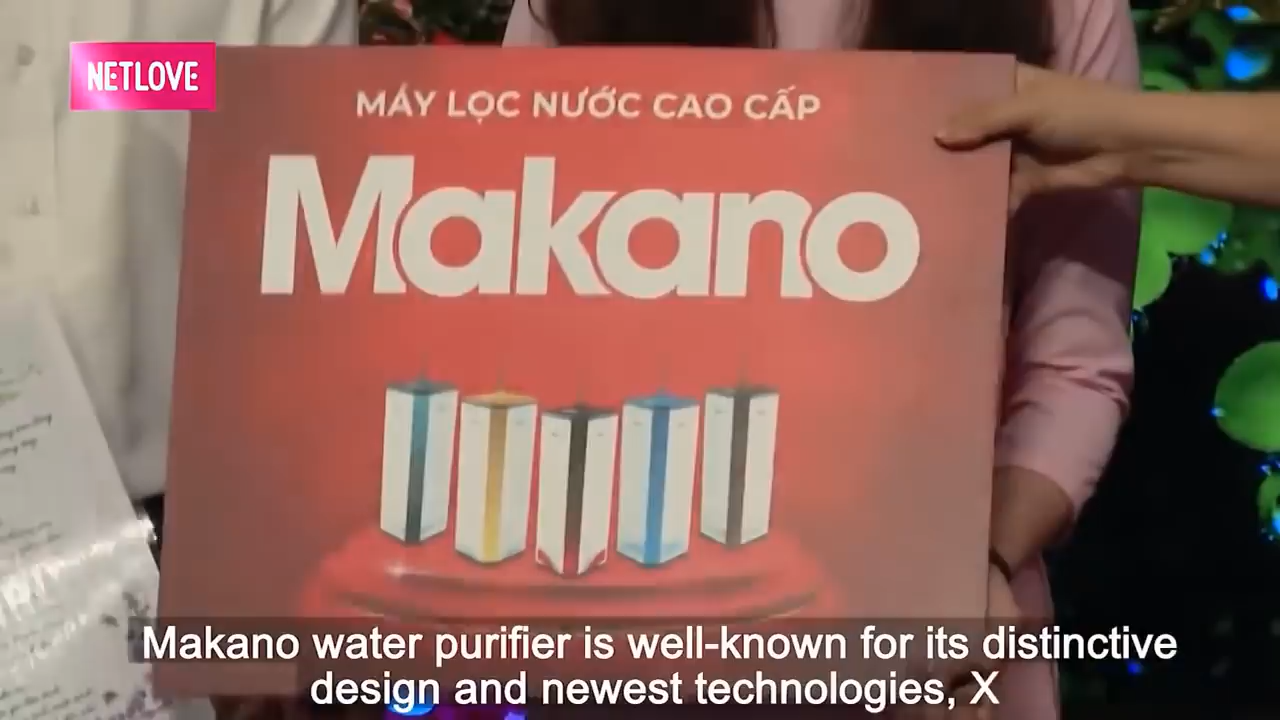 NETLOVE
MÁY LỌC NƯỚC CAO CẤP
Makano
Makano water purifier is well-known for its distinctive
design and newest technologies, X